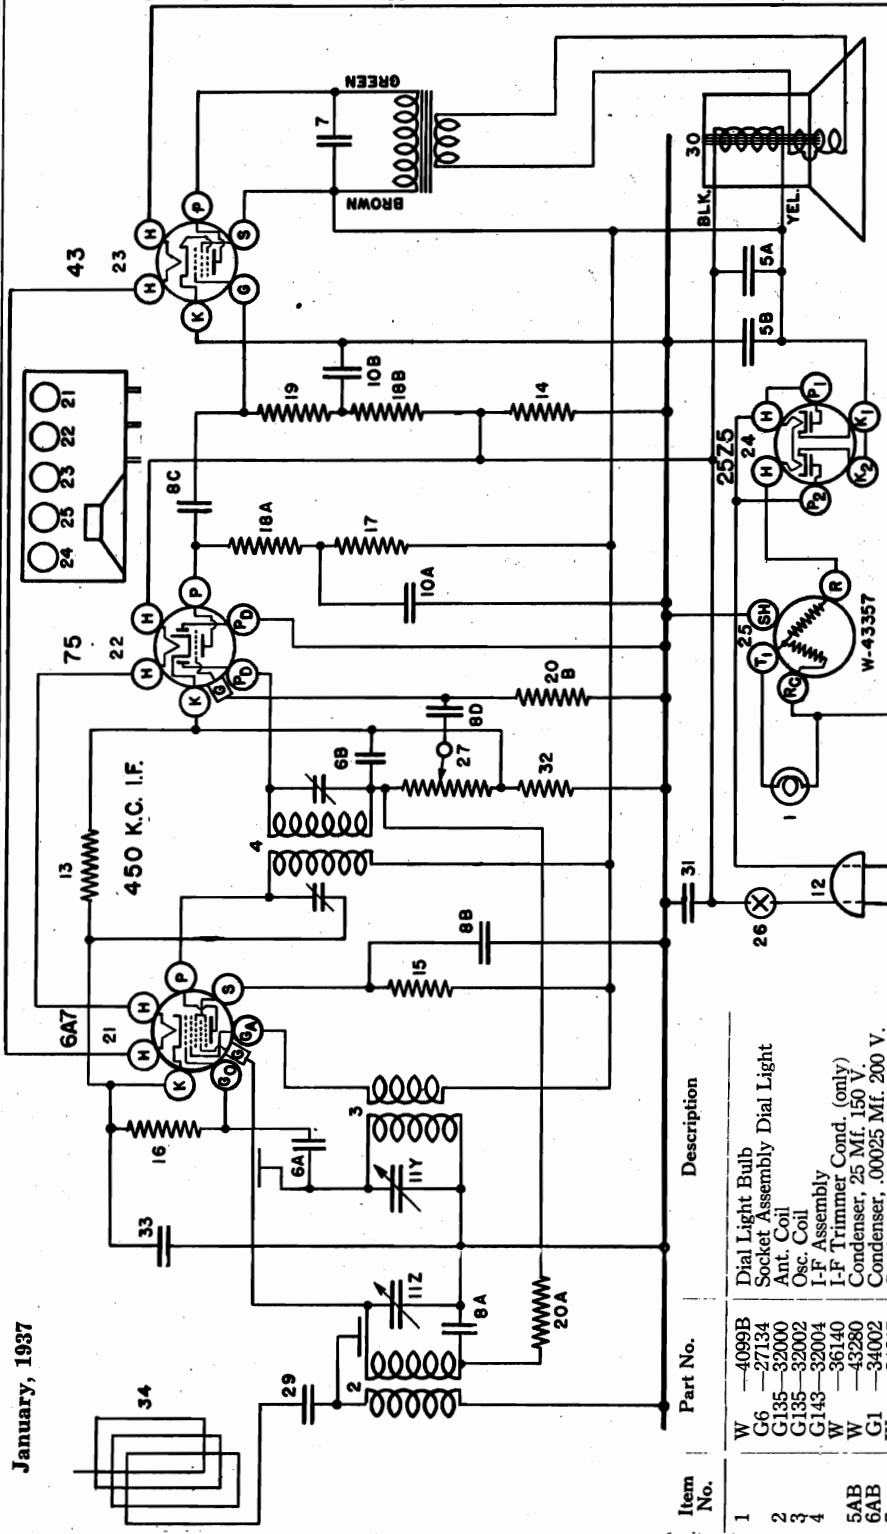 January, 1937
34
29
2
33
16
6A
11Z
11Y
8A
3
20A
6A7
21
H
H
K
P
S
GO
G
GA
13
450 K.C. I.F.
15
8B
4
6B
27
32
8D
20
B
75
22
H
H
K
P
G
PD
PD
18A
17
10A
8C
19
10B
18B
14
24
25
23
22
21
43
23
H
H
K
P
G
S
7
GREEN
BROWN
30
BLK.
YEL.
5A
5B
25Z5
24
H
H
P1
P2
K1
K2
25
SH
T1
R
RC
W-43357
1
12
26
31
Item No. Part No. Description
1 W —4099B Dial Light Bulb
G6 —27134 Socket Assembly Dial Light
2 G135—32000 Ant. Coil
3 G135—32002 Osc. Coil
4 G143—32004 I-F Assembly
W —36140 I-F Trimmer Cond. (only)
5AB W —43280 Condenser, 25 Mf. 150 V.
6AB G1 —34002 Condenser, .00025 Mf. 200 V.